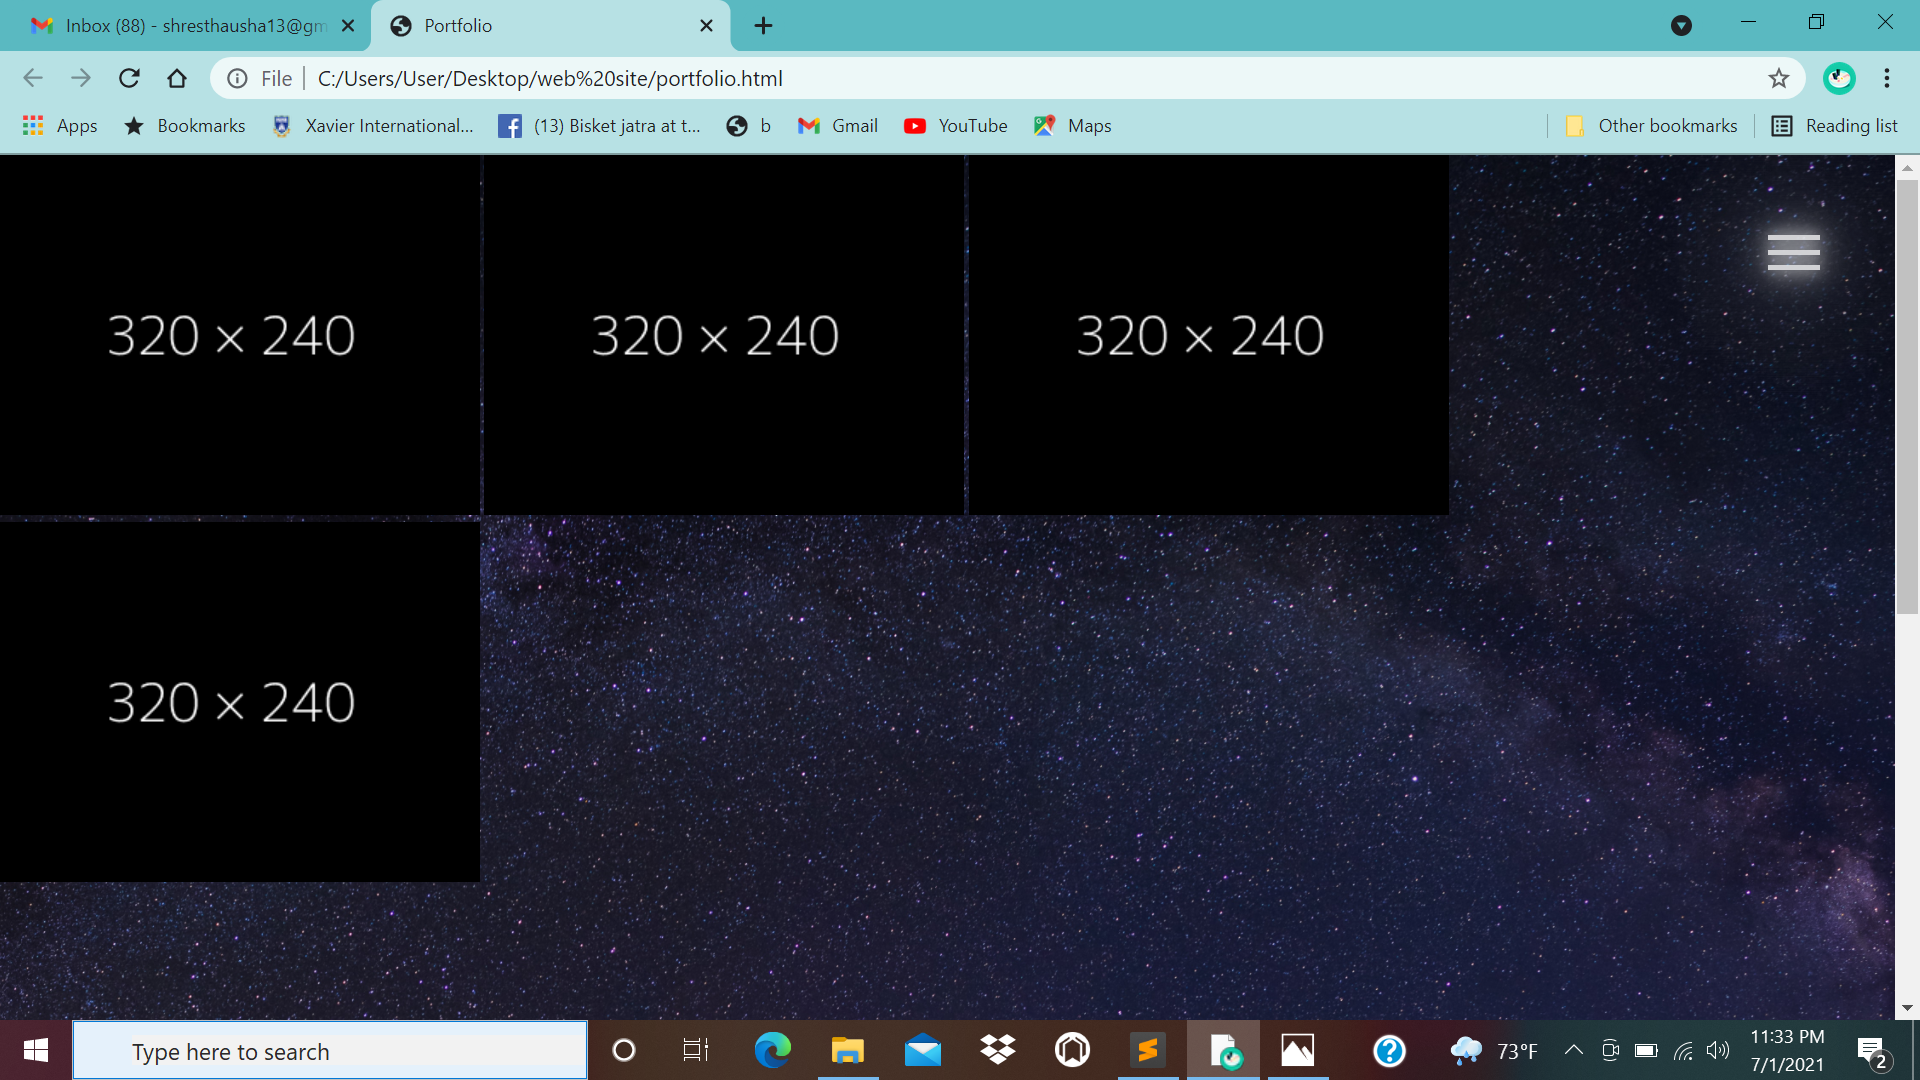 Inbox (88) - shresthausha13@gm
Portfolio
File
C:/Users/User/Desktop/web%20site/portfolio.html
Apps
Bookmarks
Xavier International...
(13) Bisket jatra at t...
b
Gmail
YouTube
Maps
Other bookmarks
Reading list
320 × 240
320 × 240
320 × 240
320 × 240
Type here to search
73°F
11:33 PM
7/1/2021
2